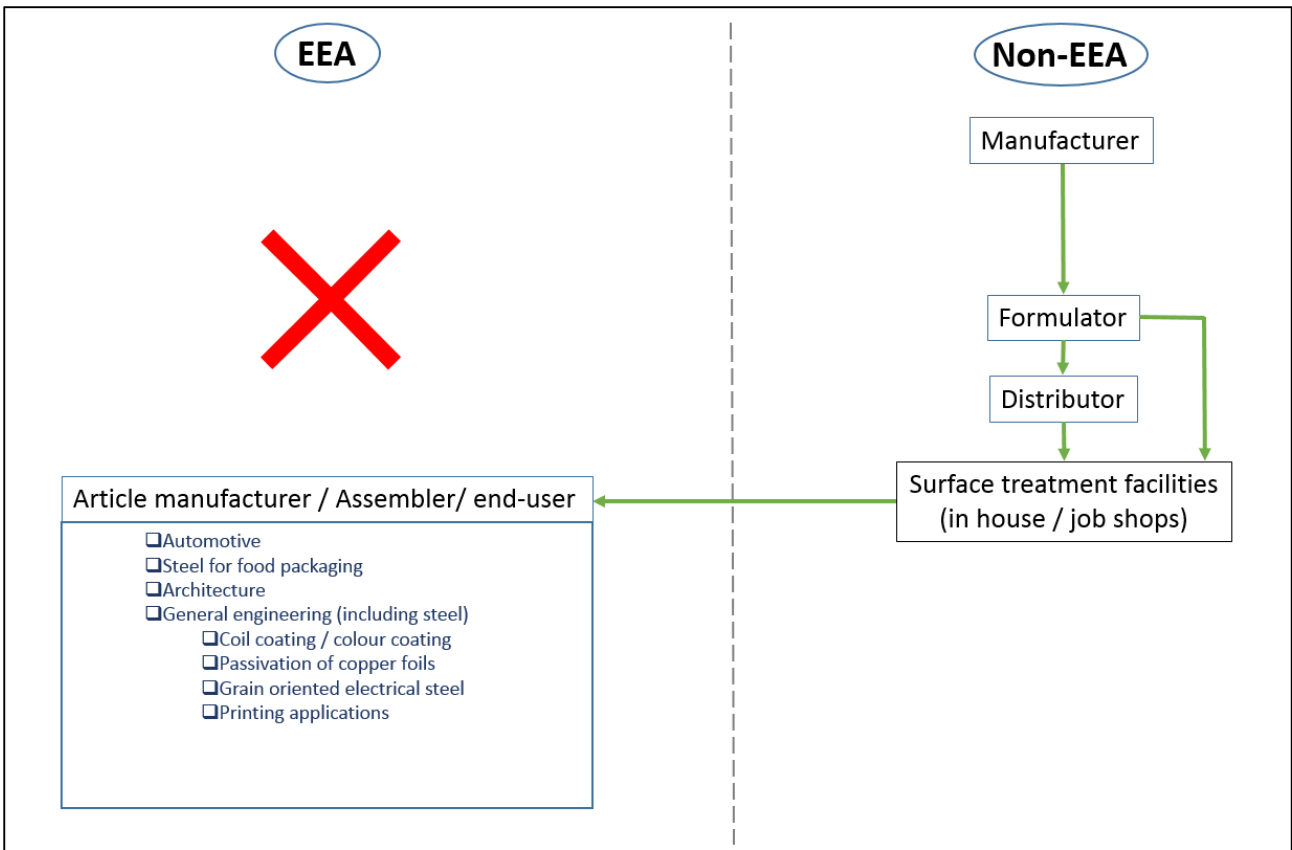 EEA
Non-EEA
Manufacturer
Formulator
Distributor
Surface treatment facilities
(in house / job shops)
Article manufacturer / Assembler/ end-user
❑Automotive
❑Steel for food packaging
❑Architecture
❑General engineering (including steel)
❑Coil coating / colour coating
❑Passivation of copper foils
❑Grain oriented electrical steel
❑Printing applications